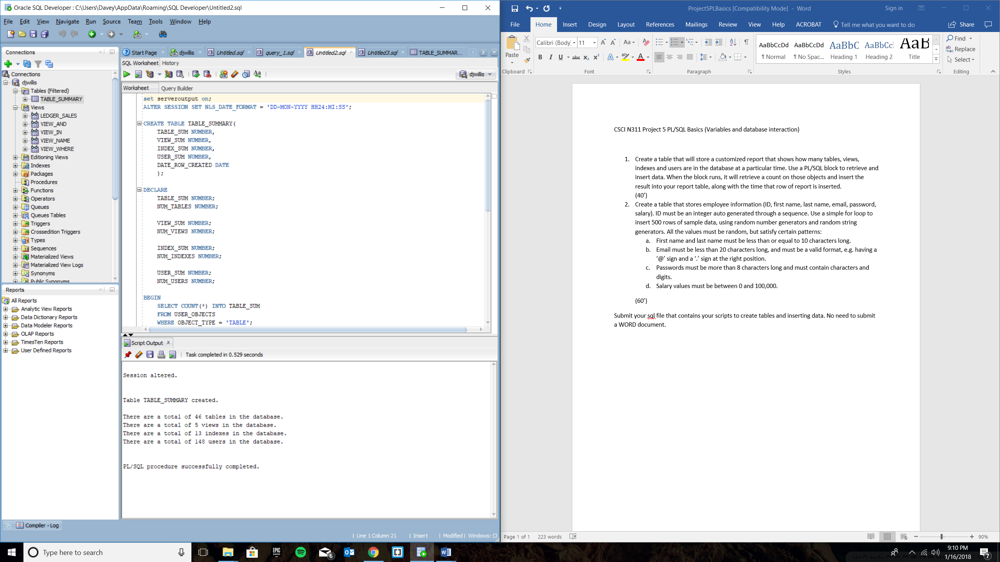 Oracle SQL Developer : C:\Users\Davey\AppData\Roaming\SQL Developer\Untitled2.sql
File Edit View Navigate Run Source Team Tools Window Help
Connections
Connections
djwillis
Tables (Filtered)
TABLE_SUMMARY
Views
LEDGER_SALES
VIEW_AND
VIEW_IN
VIEW_NAME
VIEW_WHERE
Editioning Views
Indexes
Packages
Procedures
Functions
Operators
Queues
Queues Tables
Triggers
Crossedition Triggers
Types
Sequences
Materialized Views
Materialized View Logs
Synonyms
Public Synonyms
Reports
All Reports
Analytic View Reports
Data Dictionary Reports
Data Modeler Reports
OLAP Reports
TimesTen Reports
User Defined Reports
Compiler - Log
Start Page djwillis Untitled.sql query_1.sql Untitled2.sql Untitled3.sql TABLE_SUMMAR...
SQL Worksheet History
djwillis
Worksheet Query Builder
set serveroutput on;
ALTER SESSION SET NLS_DATE_FORMAT = 'DD-MON-YYYY HH24:MI:SS';
CREATE TABLE TABLE_SUMMARY(
TABLE_SUM NUMBER,
VIEW_SUM NUMBER,
INDEX_SUM NUMBER,
USER_SUM NUMBER,
DATE_ROW_CREATED DATE
);
DECLARE
TABLE_SUM NUMBER;
NUM_TABLES NUMBER;
VIEW_SUM NUMBER;
NUM_VIEWS NUMBER;
INDEX_SUM NUMBER;
NUM_INDEXES NUMBER;
USER_SUM NUMBER;
NUM_USERS NUMBER;
BEGIN
SELECT COUNT(*) INTO TABLE_SUM
FROM USER_OBJECTS
WHERE OBJECT_TYPE = 'TABLE';
Script Output
Task completed in 0.529 seconds
Session altered.
Table TABLE_SUMMARY created.
There are a total of 46 tables in the database.
There are a total of 5 views in the database.
There are a total of 13 indexes in the database.
There are a total of 148 users in the database.
PL/SQL procedure successfully completed.
Line 1 Column 21 Insert Modified Windows: CF
Project5PLBasics [Compatibility Mode] - Word Sign in
File Home Insert Design Layout References Mailings Review View Help ACROBAT Tell me what you want to do Share
Paste
Calibri (Body) 11
AaBbCcDd AaBbCcDd AaBbC AaBbCcl AaB
¶ Normal ¶ No Spac... Heading 1 Heading 2 Title
Find
Replace
Select
Clipboard Font Paragraph Styles Editing
CSCI N311 Project 5 PL/SQL Basics (Variables and database interaction)
1. Create a table that will store a customized report that shows how many tables, views,
indexes and users are in the database at a particular time. Use a PL/SQL block to retrieve and
insert data. When the block runs, it will retrieve a count on those objects and insert the
result into your report table, along with the time that row of report is inserted.
(40’)
2. Create a table that stores employee information (ID, first name, last name, email, password,
salary). ID must be an integer auto generated through a sequence. Use a simple for loop to
insert 500 rows of sample data, using random number generators and random string
generators. All the values must be random, but satisfy certain patterns:
a. First name and last name must be less than or equal to 10 characters long.
b. Email must be less than 20 characters long, and must be a valid format, e.g. having a
‘@’ sign and a ‘.’ sign at the right position.
c. Passwords must be more than 8 characters long and must contain characters and
digits.
d. Salary values must be between 0 and 100,000.
(60’)
Submit your sql file that contains your scripts to create tables and inserting data. No need to submit
a WORD document.
Page 1 of 1 223 words 90%
Type here to search
EPIC GAMES
6
9:10 PM
1/16/2018
7